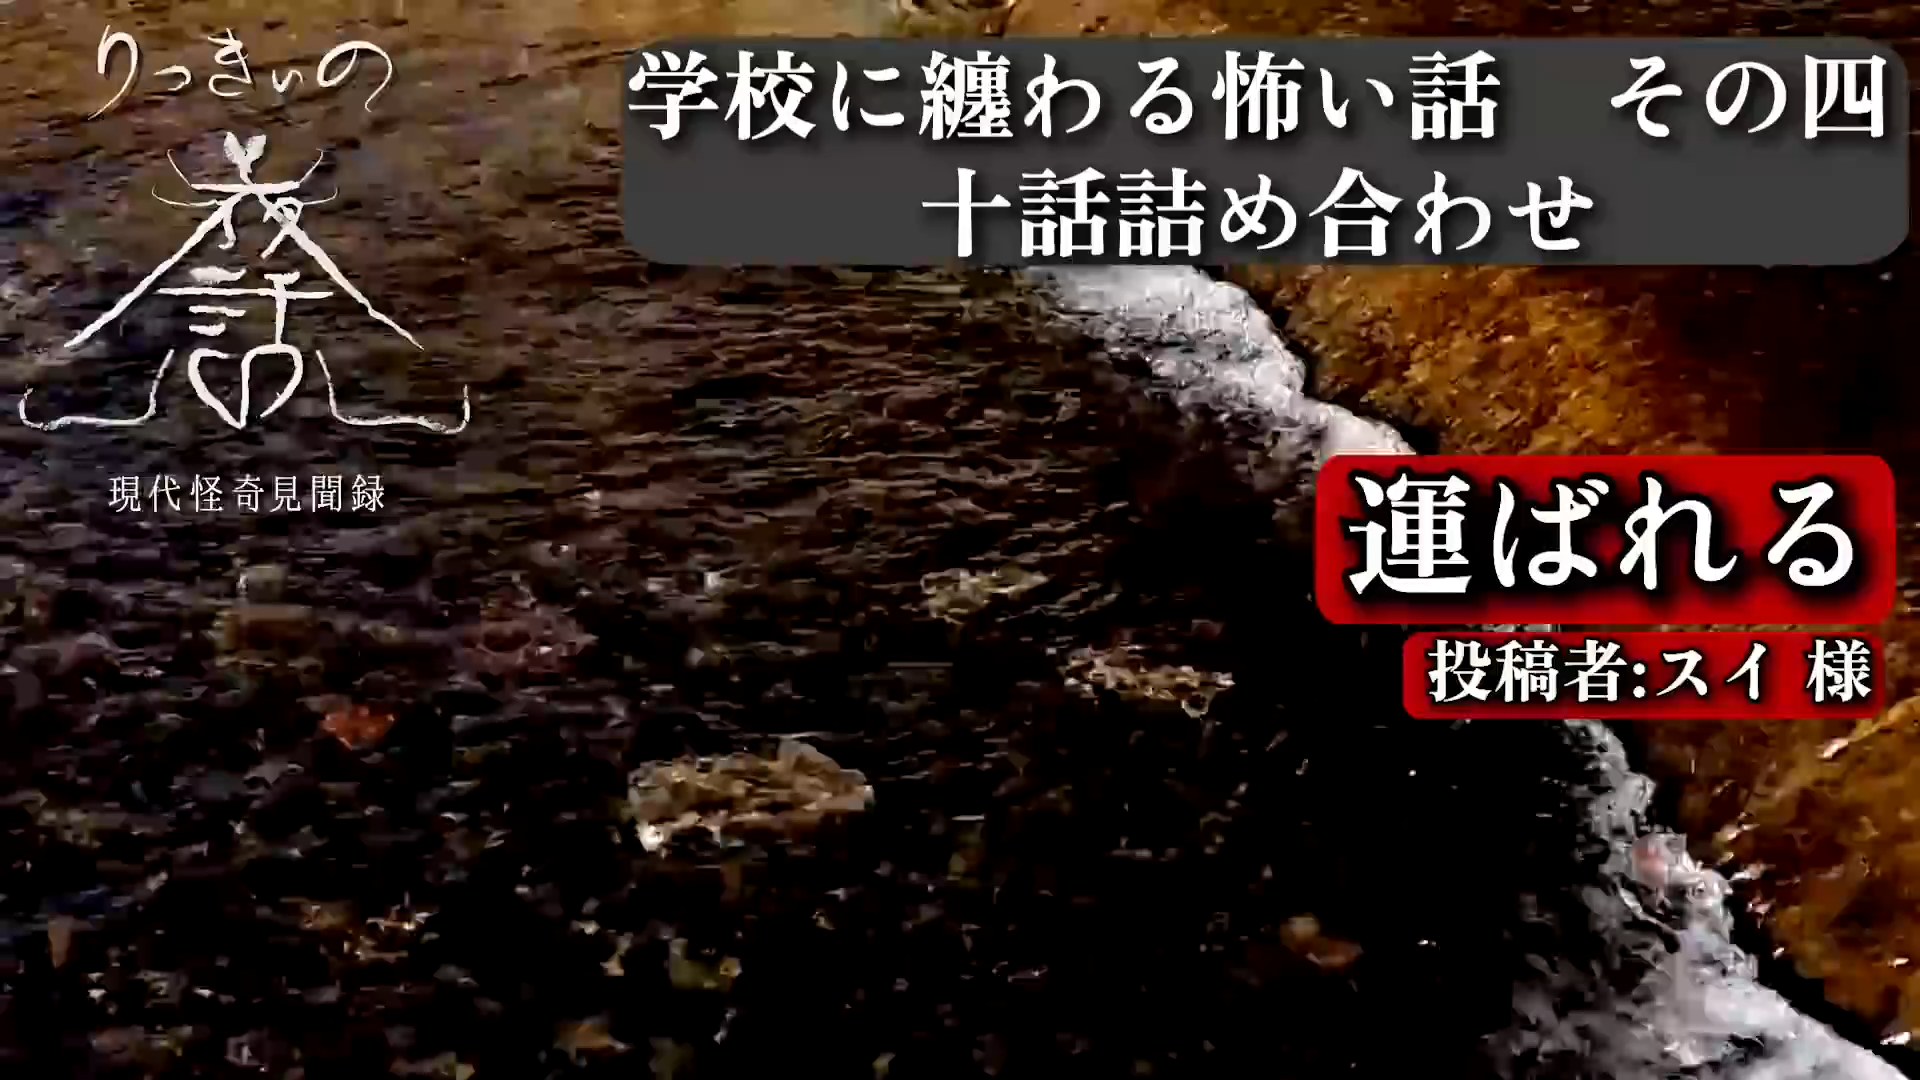 りっきぃの
夜話の
現代怪奇見聞録
学校に纏わる怖い話　その四
十話詰め合わせ
運ばれる
投稿者:スイ 様